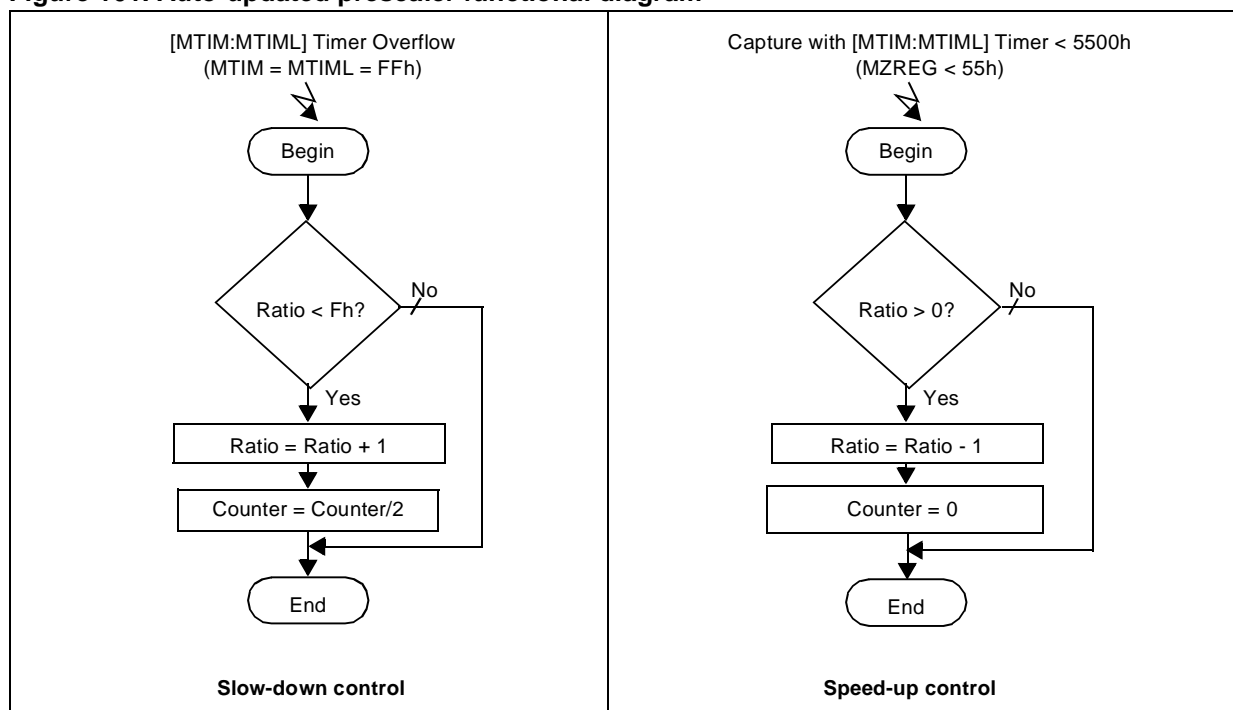 [MTIM:MTIML] Timer Overflow
(MTIM = MTIML = FFh)
Begin
Ratio < Fh?
No
Yes
Ratio = Ratio + 1
Counter = Counter/2
End
Slow-down control
Capture with [MTIM:MTIML] Timer < 5500h
(MZREG < 55h)
Begin
Ratio > 0?
No
Yes
Ratio = Ratio - 1
Counter = 0
End
Speed-up control